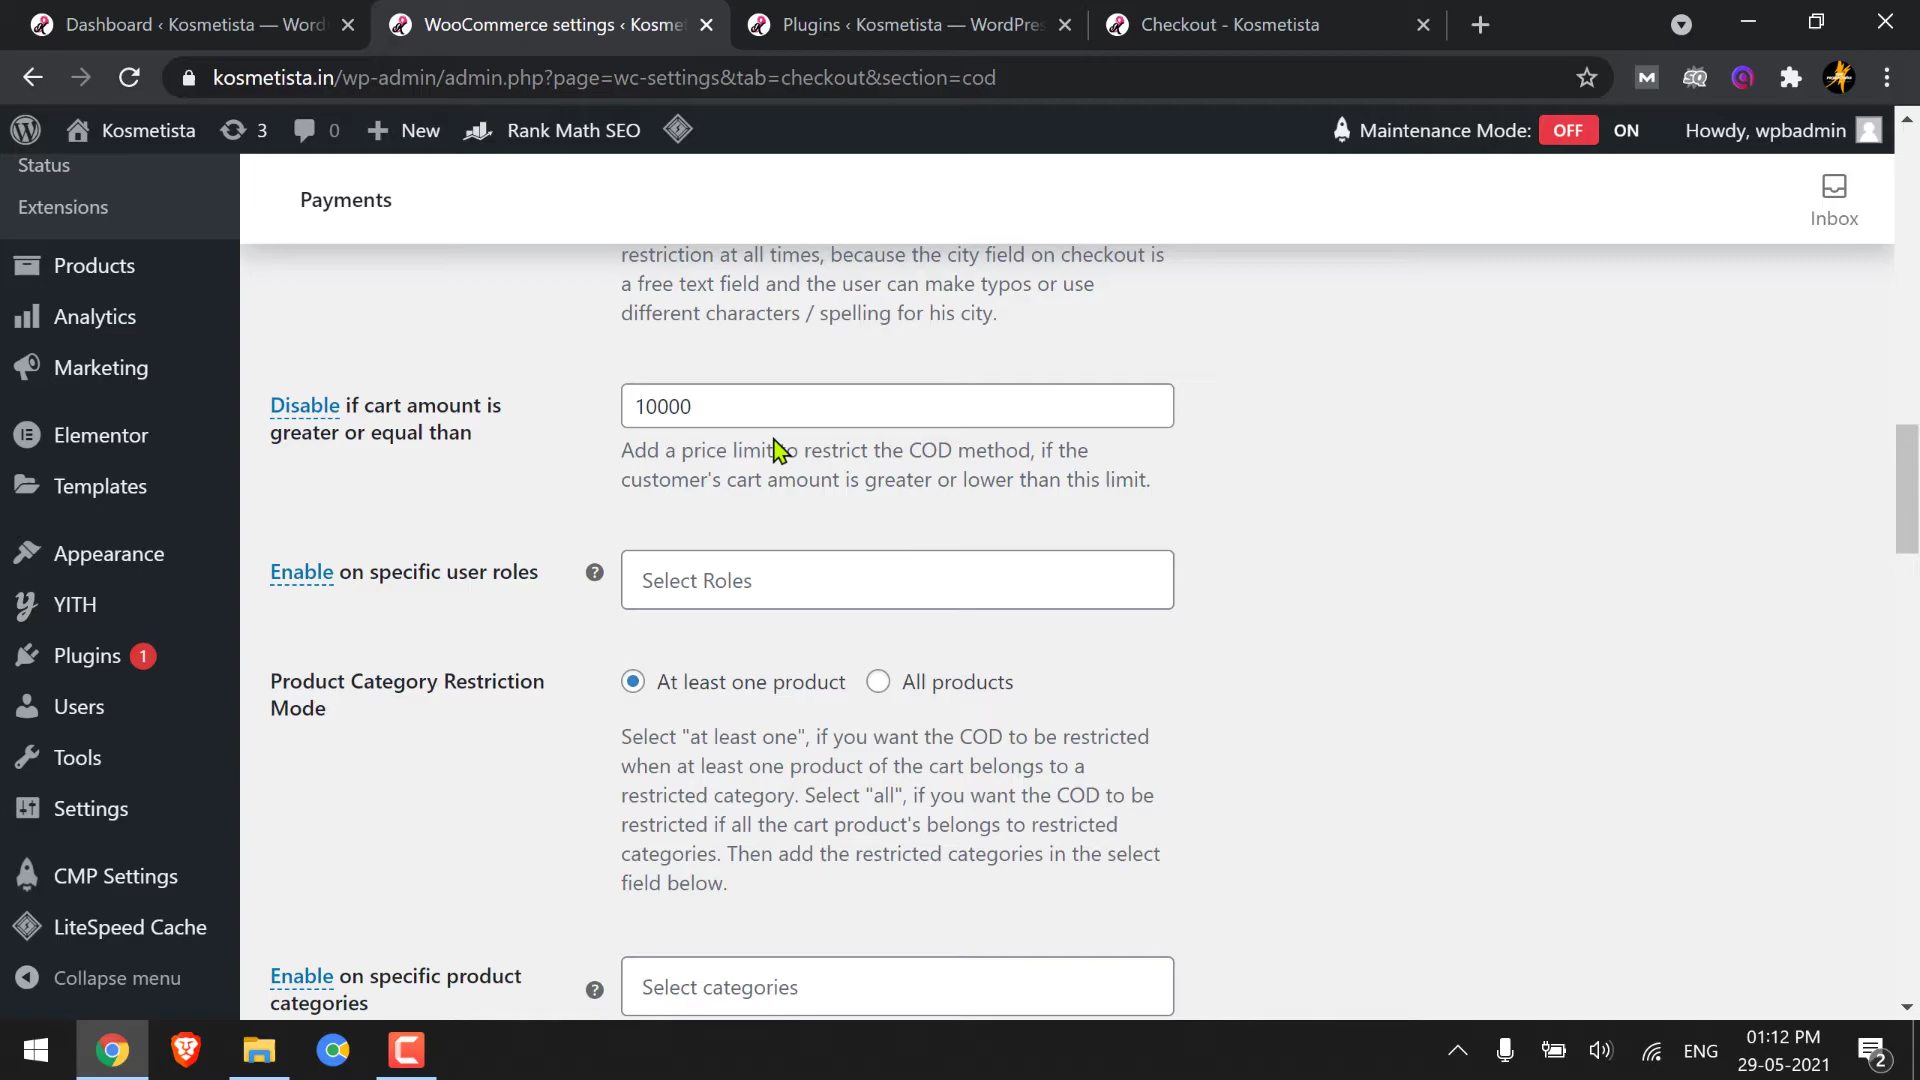 Dashboard ‹ Kosmetista — Word
WooCommerce settings ‹ Kosme
Plugins ‹ Kosmetista — WordPres
Checkout - Kosmetista
kosmetista.in/wp-admin/admin.php?page=wc-settings&tab=checkout&section=cod
Kosmetista
3
0
New
Rank Math SEO
Maintenance Mode:
OFF
ON
Howdy, wpbadmin
Status
Extensions
Products
Analytics
Marketing
Elementor
Templates
Appearance
YITH
Plugins 1
Users
Tools
Settings
CMP Settings
LiteSpeed Cache
Collapse menu
Payments
Inbox
restriction at all times, because the city field on checkout is
a free text field and the user can make typos or use
different characters / spelling for his city.
Disable if cart amount is
greater or equal than
10000
Add a price limit to restrict the COD method, if the
customer's cart amount is greater or lower than this limit.
Enable on specific user roles
Select Roles
Product Category Restriction
Mode
At least one product
All products
Select "at least one", if you want the COD to be restricted
when at least one product of the cart belongs to a
restricted category. Select "all", if you want the COD to be
restricted if all the cart product's belongs to restricted
categories. Then add the restricted categories in the select
field below.
Enable on specific product
categories
Select categories
ENG
01:12 PM
29-05-2021
2